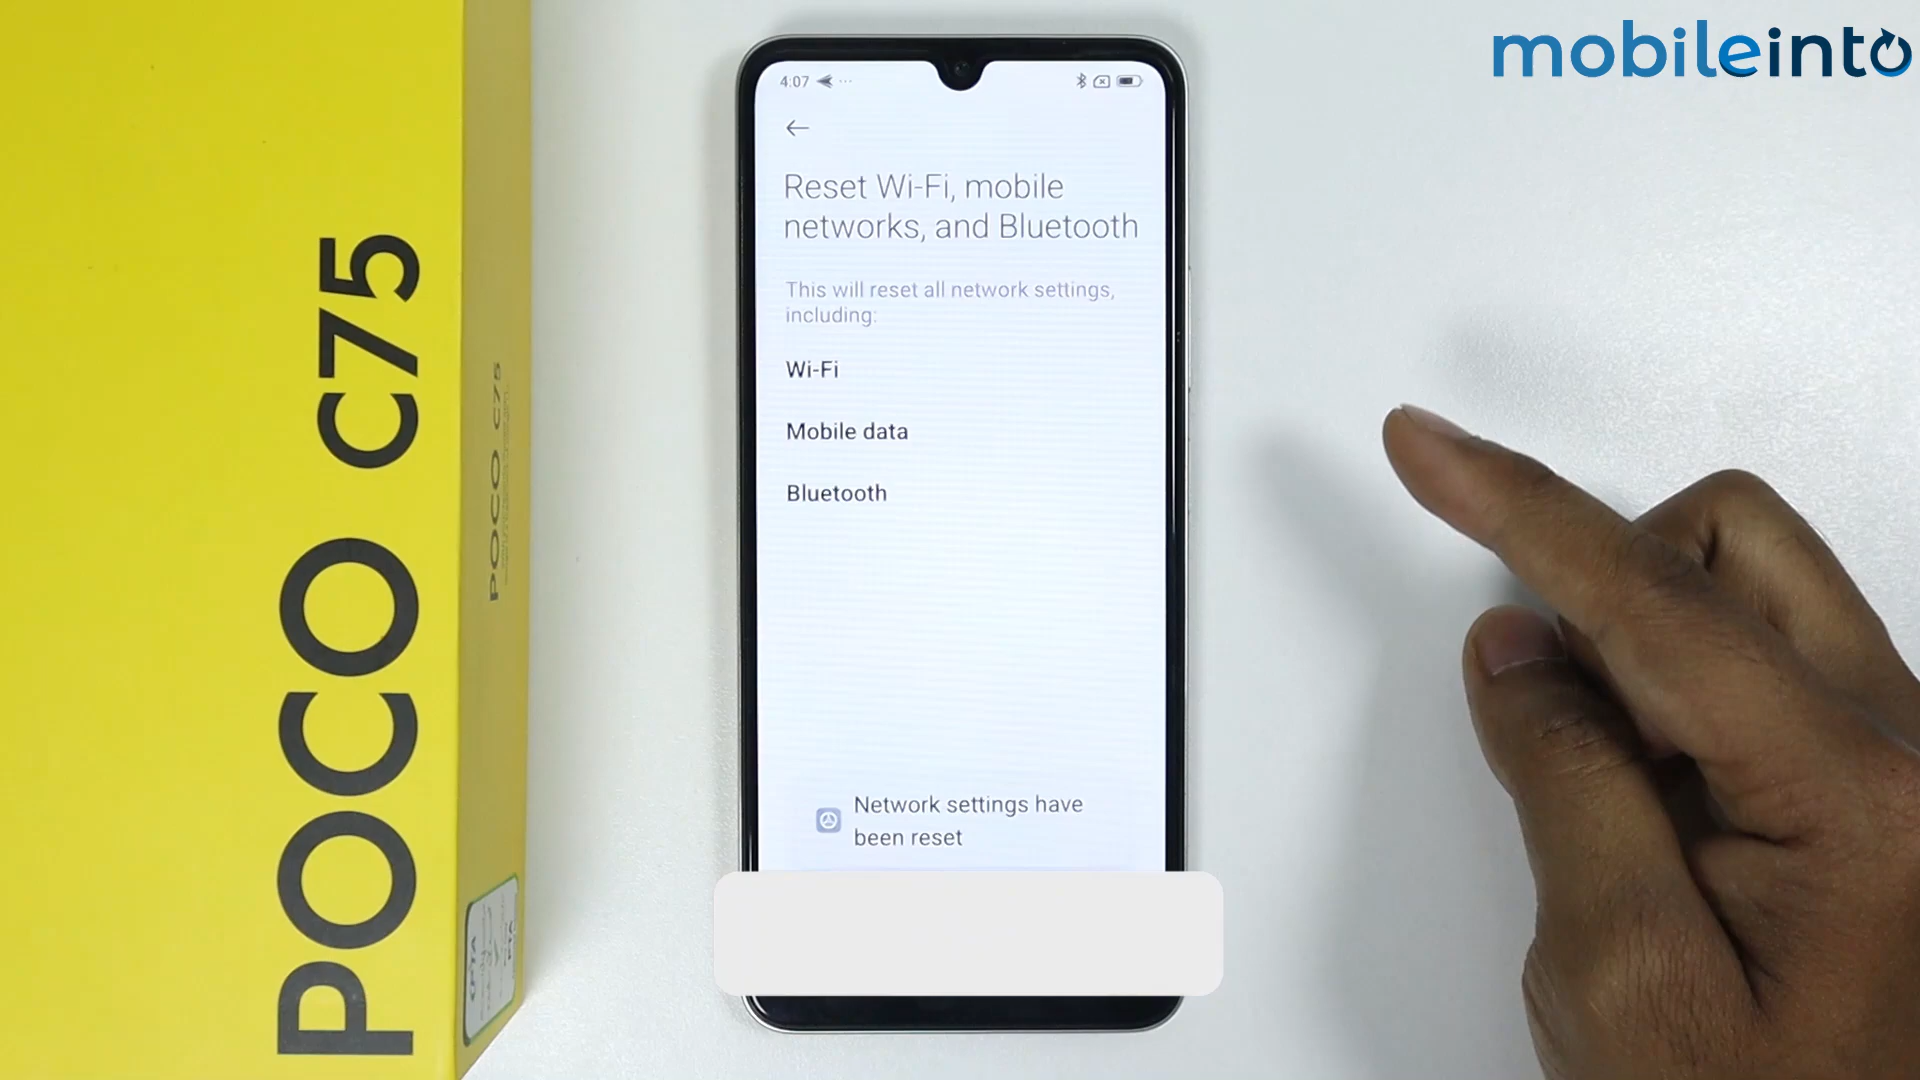 mobileinto
4:07
Reset Wi-Fi, mobile
networks, and Bluetooth
This will reset all network settings,
including:
Wi-Fi
Mobile data
Bluetooth
Network settings have
been reset
POCO C75
POCO C75